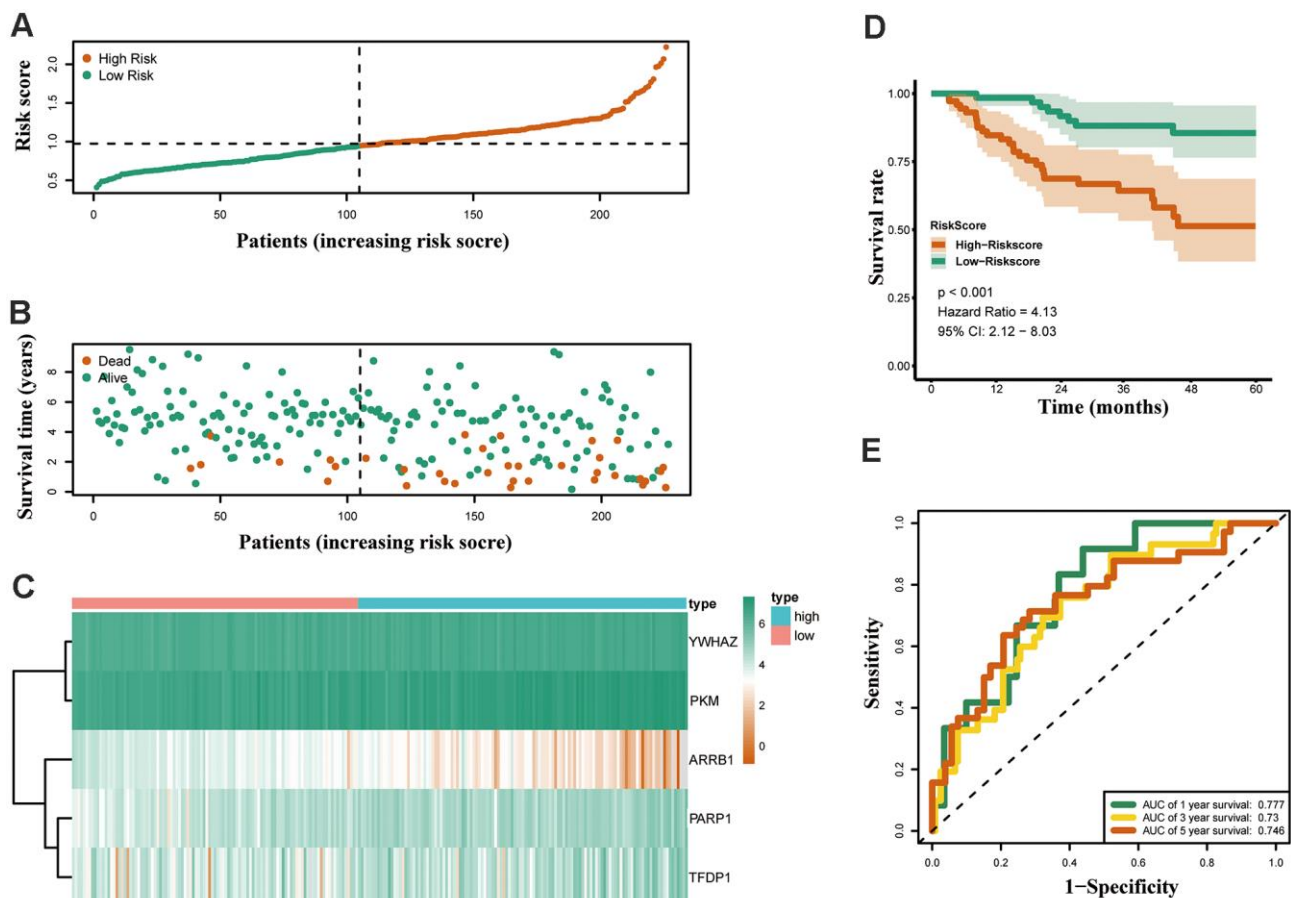 A
Risk score
2.0
1.5
1.0
0.5
High Risk
Low Risk
0
50
100
150
200
Patients (increasing risk socre)
B
Survival time (years)
8
6
4
2
0
Dead
Alive
0
50
100
150
200
Patients (increasing risk socre)
C
type
YWHAZ
PKM
ARRB1
PARP1
TFDP1
6
4
2
0
type
high
low
D
Survival rate
1.00
0.75
0.50
0.25
0.00
RiskScore
High-Riskscore
Low-Riskscore
p < 0.001
Hazard Ratio = 4.13
95% CI: 2.12 − 8.03
0
12
24
36
48
60
Time (months)
E
Sensitivity
1.0
0.8
0.6
0.4
0.2
0.0
AUC of 1 year survival: 0.777
AUC of 3 year survival: 0.73
AUC of 5 year survival: 0.746
0.0
0.2
0.4
0.6
0.8
1.0
1−Specificity